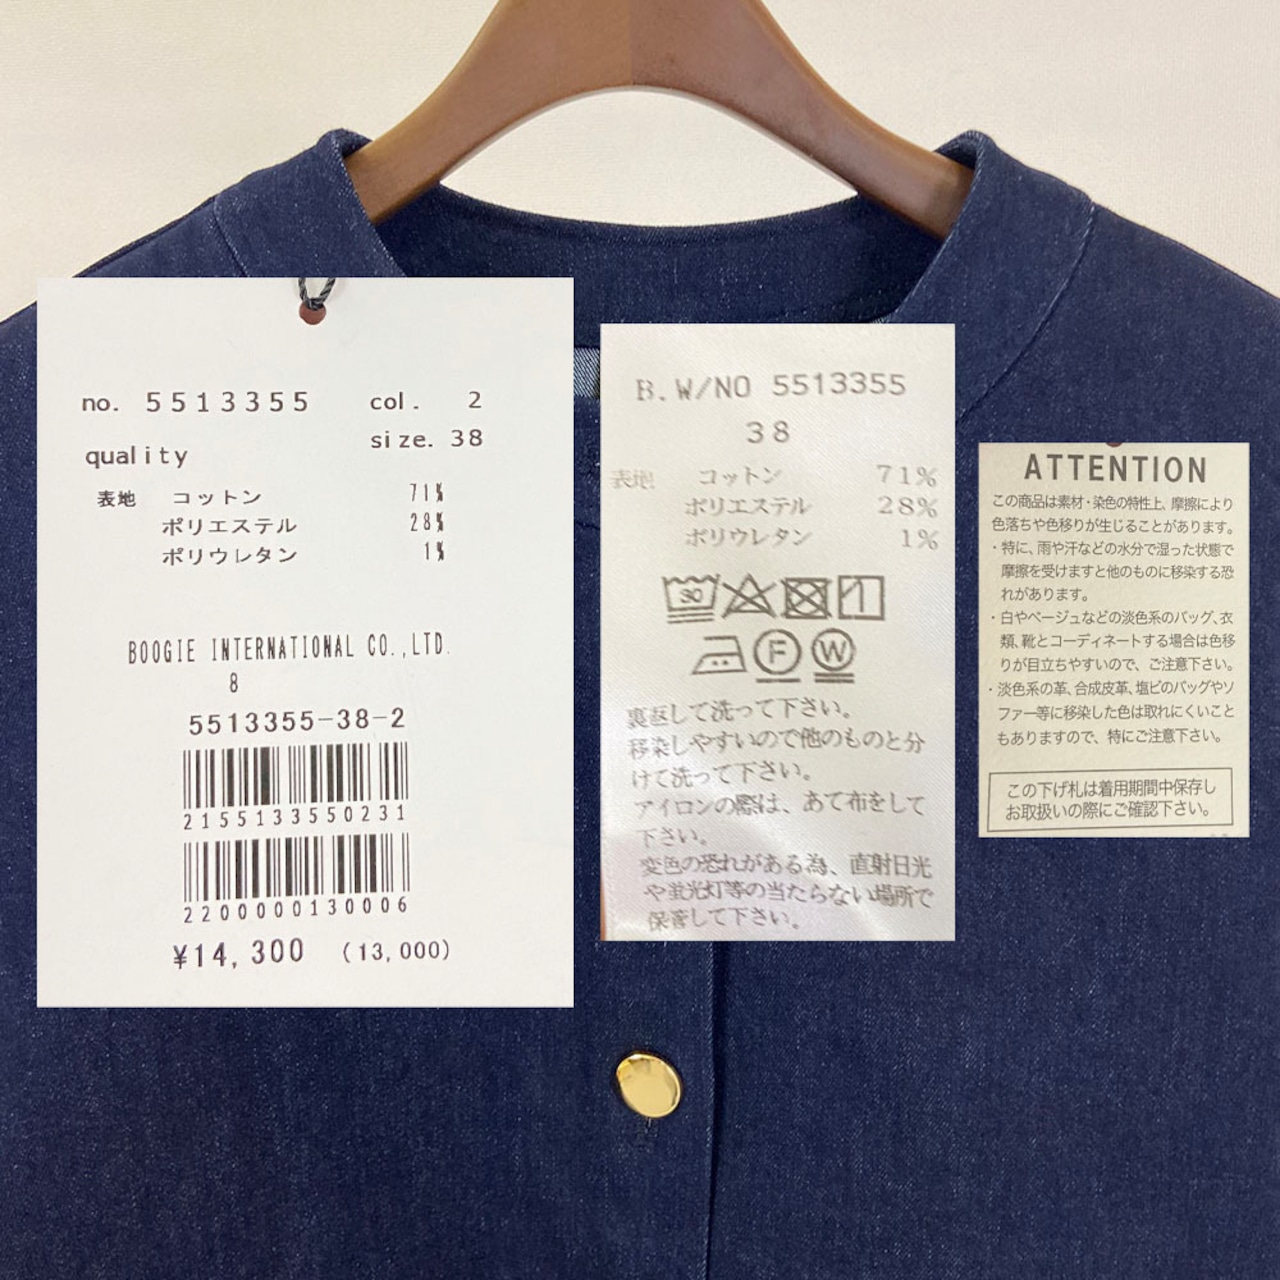 no. 5513355 col. 2
size. 38
quality
表地 コットン 71%
ポリエステル 28%
ポリウレタン 1%
BOOGIE INTERNATIONAL CO.,LTD.
8
5513355-38-2
2155133550231
2200000130006
¥14,300 (13,000)
B.W/NO 5513355
38
表地 コットン 71%
ポリエステル 28%
ポリウレタン 1%
30
F W
裏返して洗って下さい。
移染しやすいので他のものと分
けて洗って下さい。
アイロンの際は、あて布をして
下さい。
変色の恐れがある為、直射日光
や蛍光灯等の当たらない場所で
保管して下さい。
ATTENTION
この商品は素材・染色の特性上、摩擦により
色落ちや色移りが生じることがあります。
・特に、雨や汗などの水分で湿った状態で
摩擦を受けますと他のものに移染する恐
れがあります。
・白やベージュなどの淡色系のバッグ、衣
類、靴とコーディネートする場合は色移
りが目立ちやすいので、ご注意下さい。
・淡色系の革、合成皮革、塩ビのバッグやソ
ファー等に移染した色は取れにくいこと
もありますので、特にご注意下さい。
この下げ札は着用期間中保存し
お取扱いの際にご確認下さい。